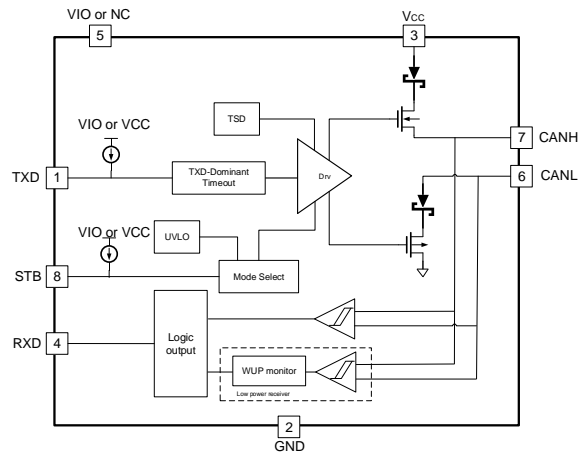 VIO or NC
5
VCC
3
TSD
VIO or VCC
7
CANH
TXD
1
TXD-Dominant
Timeout
Drv
6
CANL
VIO or VCC
UVLO
STB
8
Mode Select
RXD
4
Logic
output
WUP monitor
Low power receiver
2
GND